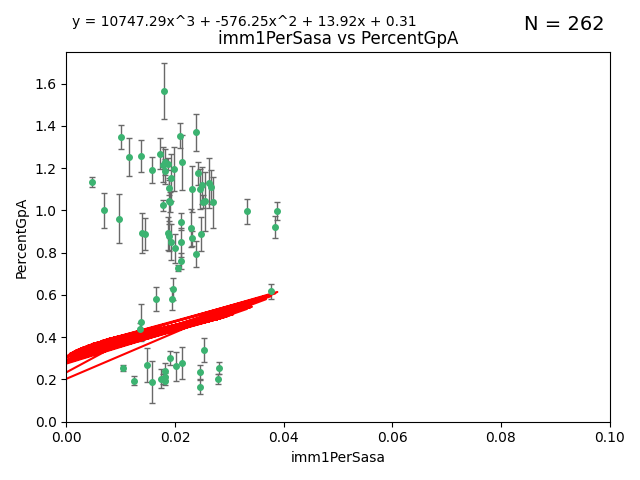 y = 10747.29x^3 + -576.25x^2 + 13.92x + 0.31
N = 262
imm1PerSasa vs PercentGpA
PercentGpA
1.6
1.4
1.2
1.0
0.8
0.6
0.4
0.2
0.0
0.00 0.02 0.04 0.06 0.08 0.10
imm1PerSasa